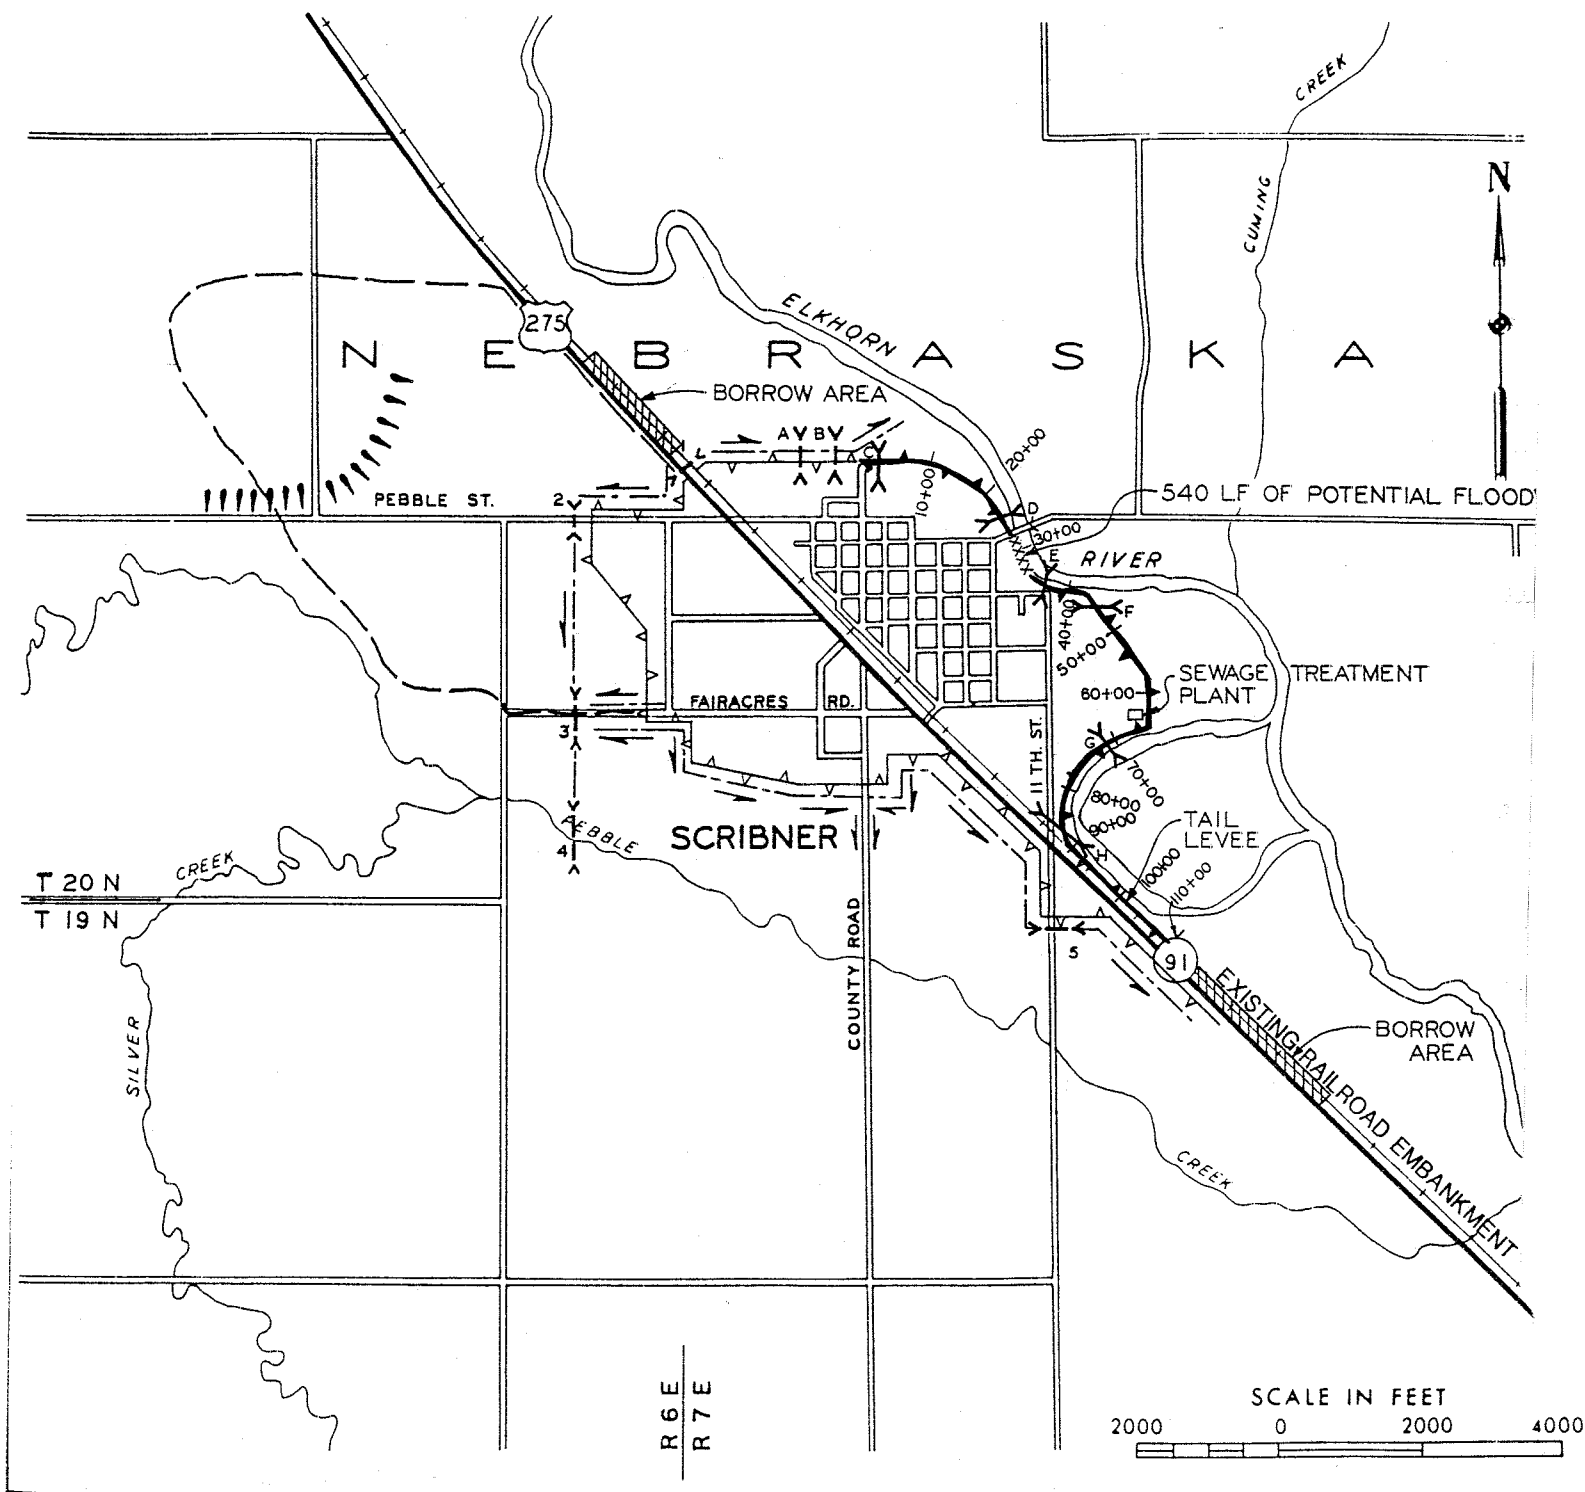 CREEK
N
CUMING
ELKHORN
275
NEBRASKA
BORROW AREA
A B
C
20+00
10+00
PEBBLE ST.
2
540 LF OF POTENTIAL FLOOD
D
30+00
E
RIVER
40+00
F
50+00
SEWAGE TREATMENT
PLANT
60+00
FAIRACRES RD.
3
11 TH. ST.
G
70+00
80+00
90+00
TAIL
LEVEE
SCRIBNER
PEBBLE
4
H
100+00
110+00
CREEK
T 20 N
T 19 N
COUNTY ROAD
5
91
EXISTING RAILROAD EMBANKMENT
BORROW
AREA
SILVER
CREEK
R 6 E
R 7 E
SCALE IN FEET
2000 0 2000 4000